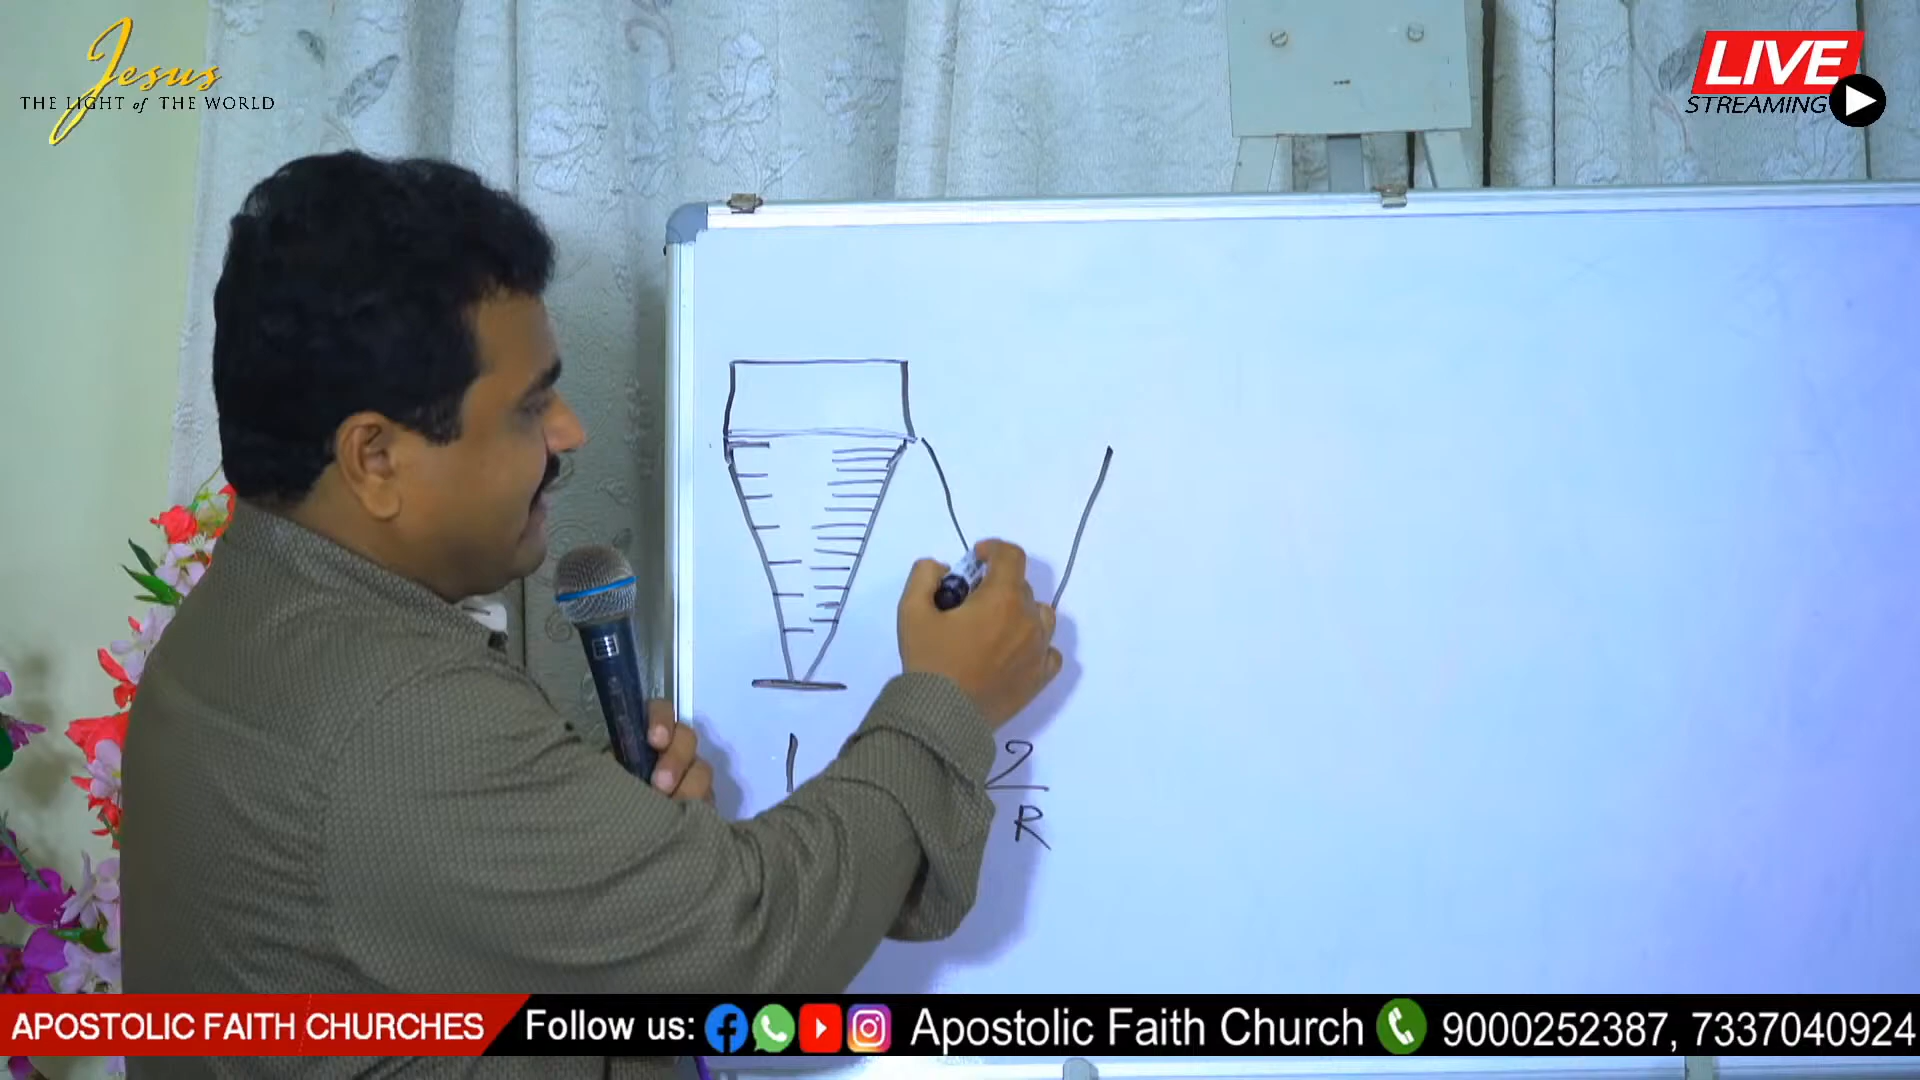 Jesus
THE LIGHT of THE WORLD
LIVE
STREAMING
1
2
R
APOSTOLIC FAITH CHURCHES
Follow us:
Apostolic Faith Church
9000252387, 7337040924